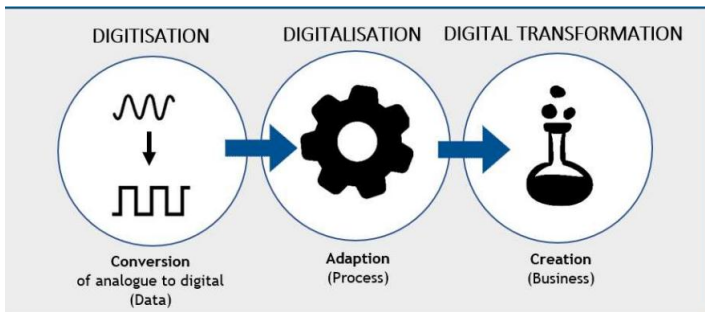 DIGITISATION
DIGITALISATION
DIGITAL TRANSFORMATION
Conversion
of analogue to digital
(Data)
Adaption
(Process)
Creation
(Business)